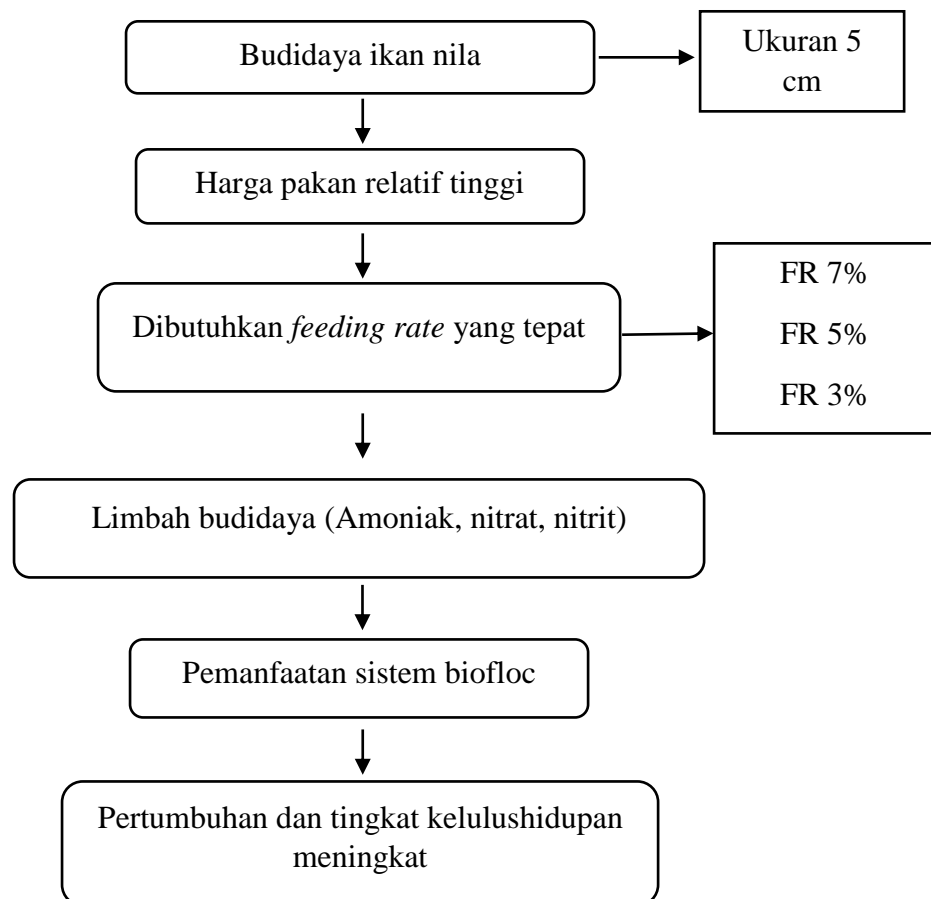 Budidaya ikan nila
Ukuran 5
cm
Harga pakan relatif tinggi
Dibutuhkan feeding rate yang tepat
FR 7%
FR 5%
FR 3%
Limbah budidaya (Amoniak, nitrat, nitrit)
Pemanfaatan sistem biofloc
Pertumbuhan dan tingkat kelulushidupan
meningkat